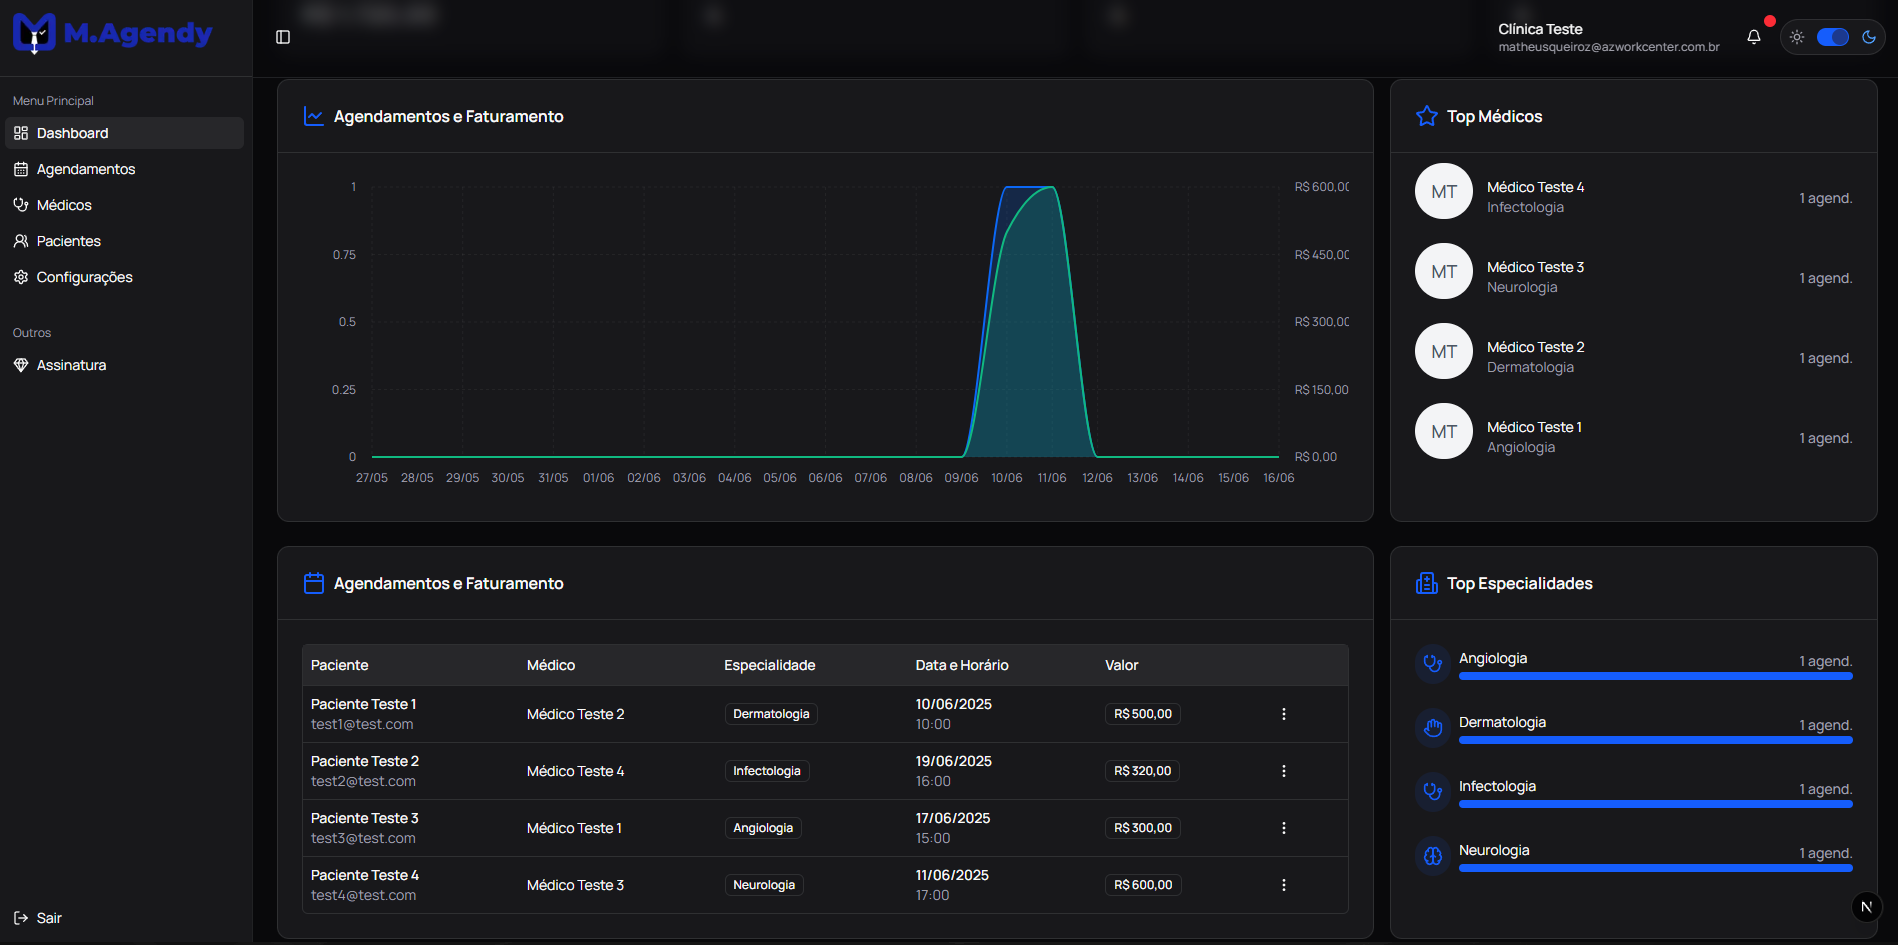 M.Agendy
Menu Principal
Dashboard
Agendamentos
Médicos
Pacientes
Configurações
Outros
Assinatura
Sair
Clínica Teste
matheusqueiroz@azworkcenter.com.br
Agendamentos e Faturamento
1
0.75
0.5
0.25
0
R$ 600,00
R$ 450,00
R$ 300,00
R$ 150,00
R$ 0,00
27/05 28/05 29/05 30/05 31/05 01/06 02/06 03/06 04/06 05/06 06/06 07/06 08/06 09/06 10/06 11/06 12/06 13/06 14/06 15/06 16/06
Top Médicos
MT
Médico Teste 4
Infectologia
1 agend.
MT
Médico Teste 3
Neurologia
1 agend.
MT
Médico Teste 2
Dermatologia
1 agend.
MT
Médico Teste 1
Angiologia
1 agend.
Agendamentos e Faturamento
Paciente Médico Especialidade Data e Horário Valor
Paciente Teste 1
test1@test.com
Médico Teste 2
Dermatologia
10/06/2025
10:00
R$ 500,00
Paciente Teste 2
test2@test.com
Médico Teste 4
Infectologia
19/06/2025
16:00
R$ 320,00
Paciente Teste 3
test3@test.com
Médico Teste 1
Angiologia
17/06/2025
15:00
R$ 300,00
Paciente Teste 4
test4@test.com
Médico Teste 3
Neurologia
11/06/2025
17:00
R$ 600,00
Top Especialidades
Angiologia 1 agend.
Dermatologia 1 agend.
Infectologia 1 agend.
Neurologia 1 agend.
N